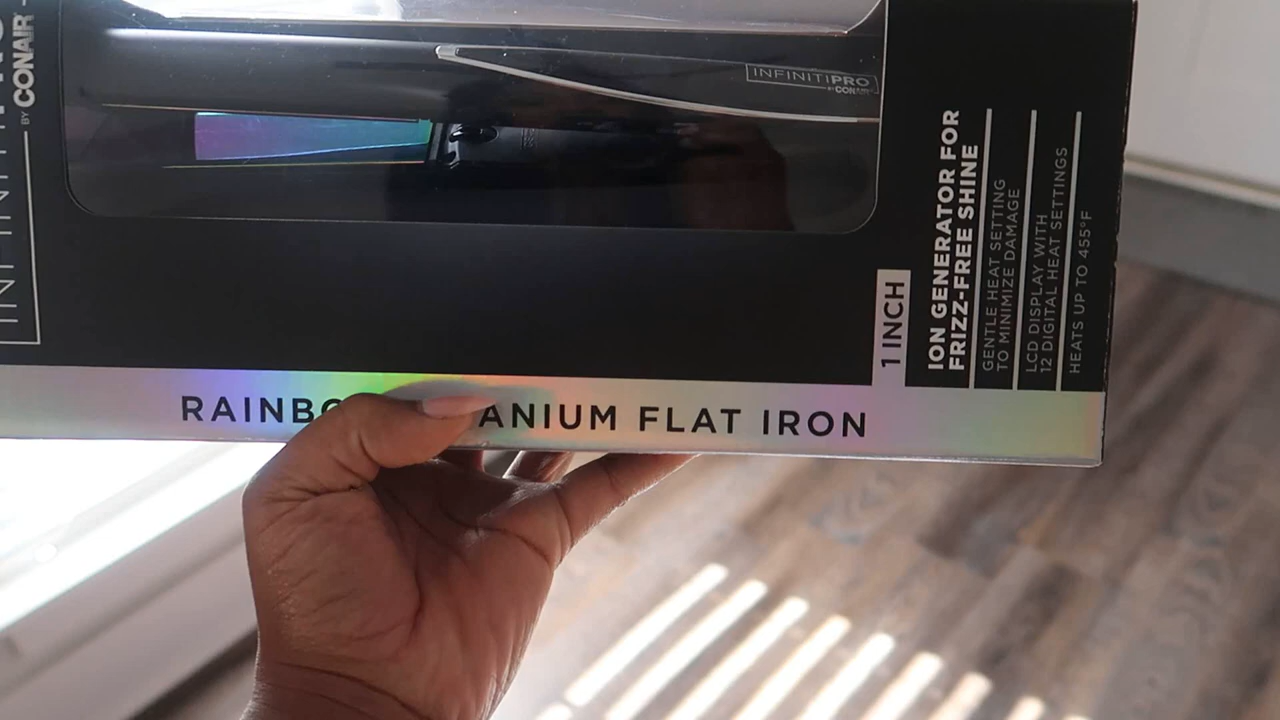 INFINITIPRO
BY CONAIR
INFINITIPRO
BY CONAIR
1 INCH
ION GENERATOR FOR
FRIZZ-FREE SHINE
GENTLE HEAT SETTING
TO MINIMIZE DAMAGE
LCD DISPLAY WITH
12 DIGITAL HEAT SETTINGS
HEATS UP TO 455°F
RAINBO ANIUM FLAT IRON